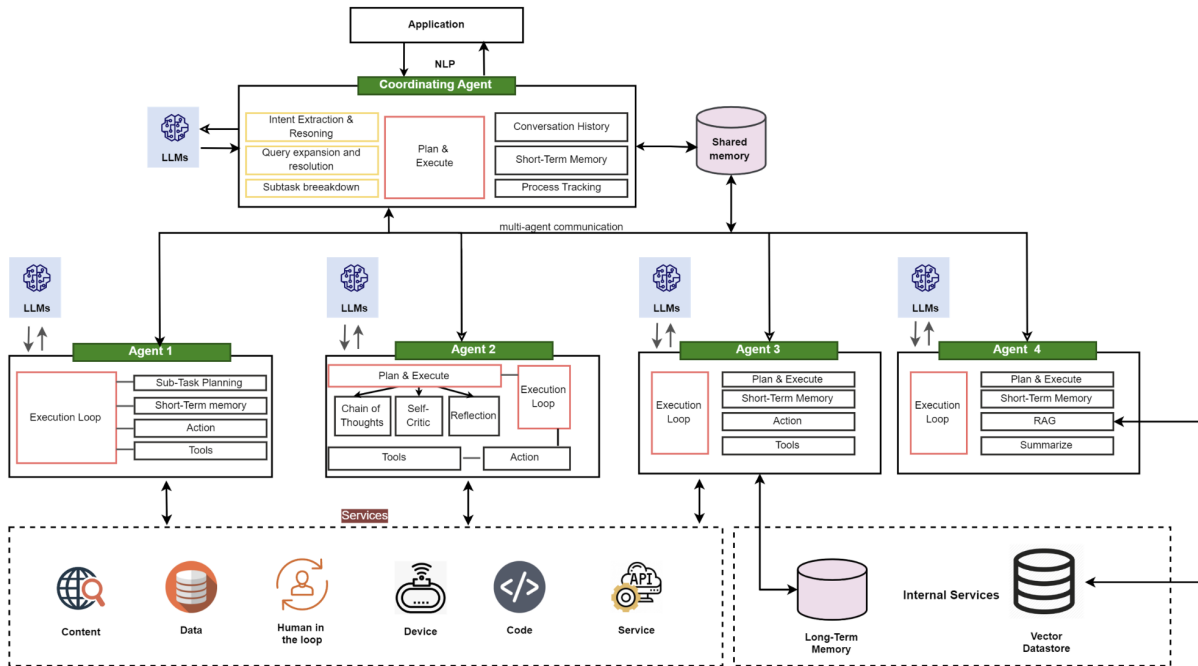 Application
NLP
Coordinating Agent
LLMs
Intent Extraction &
Resoning
Query expansion and
resolution
Subtask breeakdown
Plan &
Execute
Conversation History
Short-Term Memory
Process Tracking
Shared
memory
multi-agent communication
LLMs
Agent 1
Execution Loop
Sub-Task Planning
Short-Term memory
Action
Tools
LLMs
Agent 2
Plan & Execute
Execution
Loop
Chain of
Thoughts
Self-
Critic
Reflection
Tools
Action
LLMs
Agent 3
Execution
Loop
Plan & Execute
Short-Term Memory
Action
Tools
LLMs
Agent 4
Execution
Loop
Plan & Execute
Short-Term Memory
RAG
Summarize
Services
Content
Data
Human in
the loop
Device
Code
API
Service
Long-Term
Memory
Internal Services
Vector
Datastore